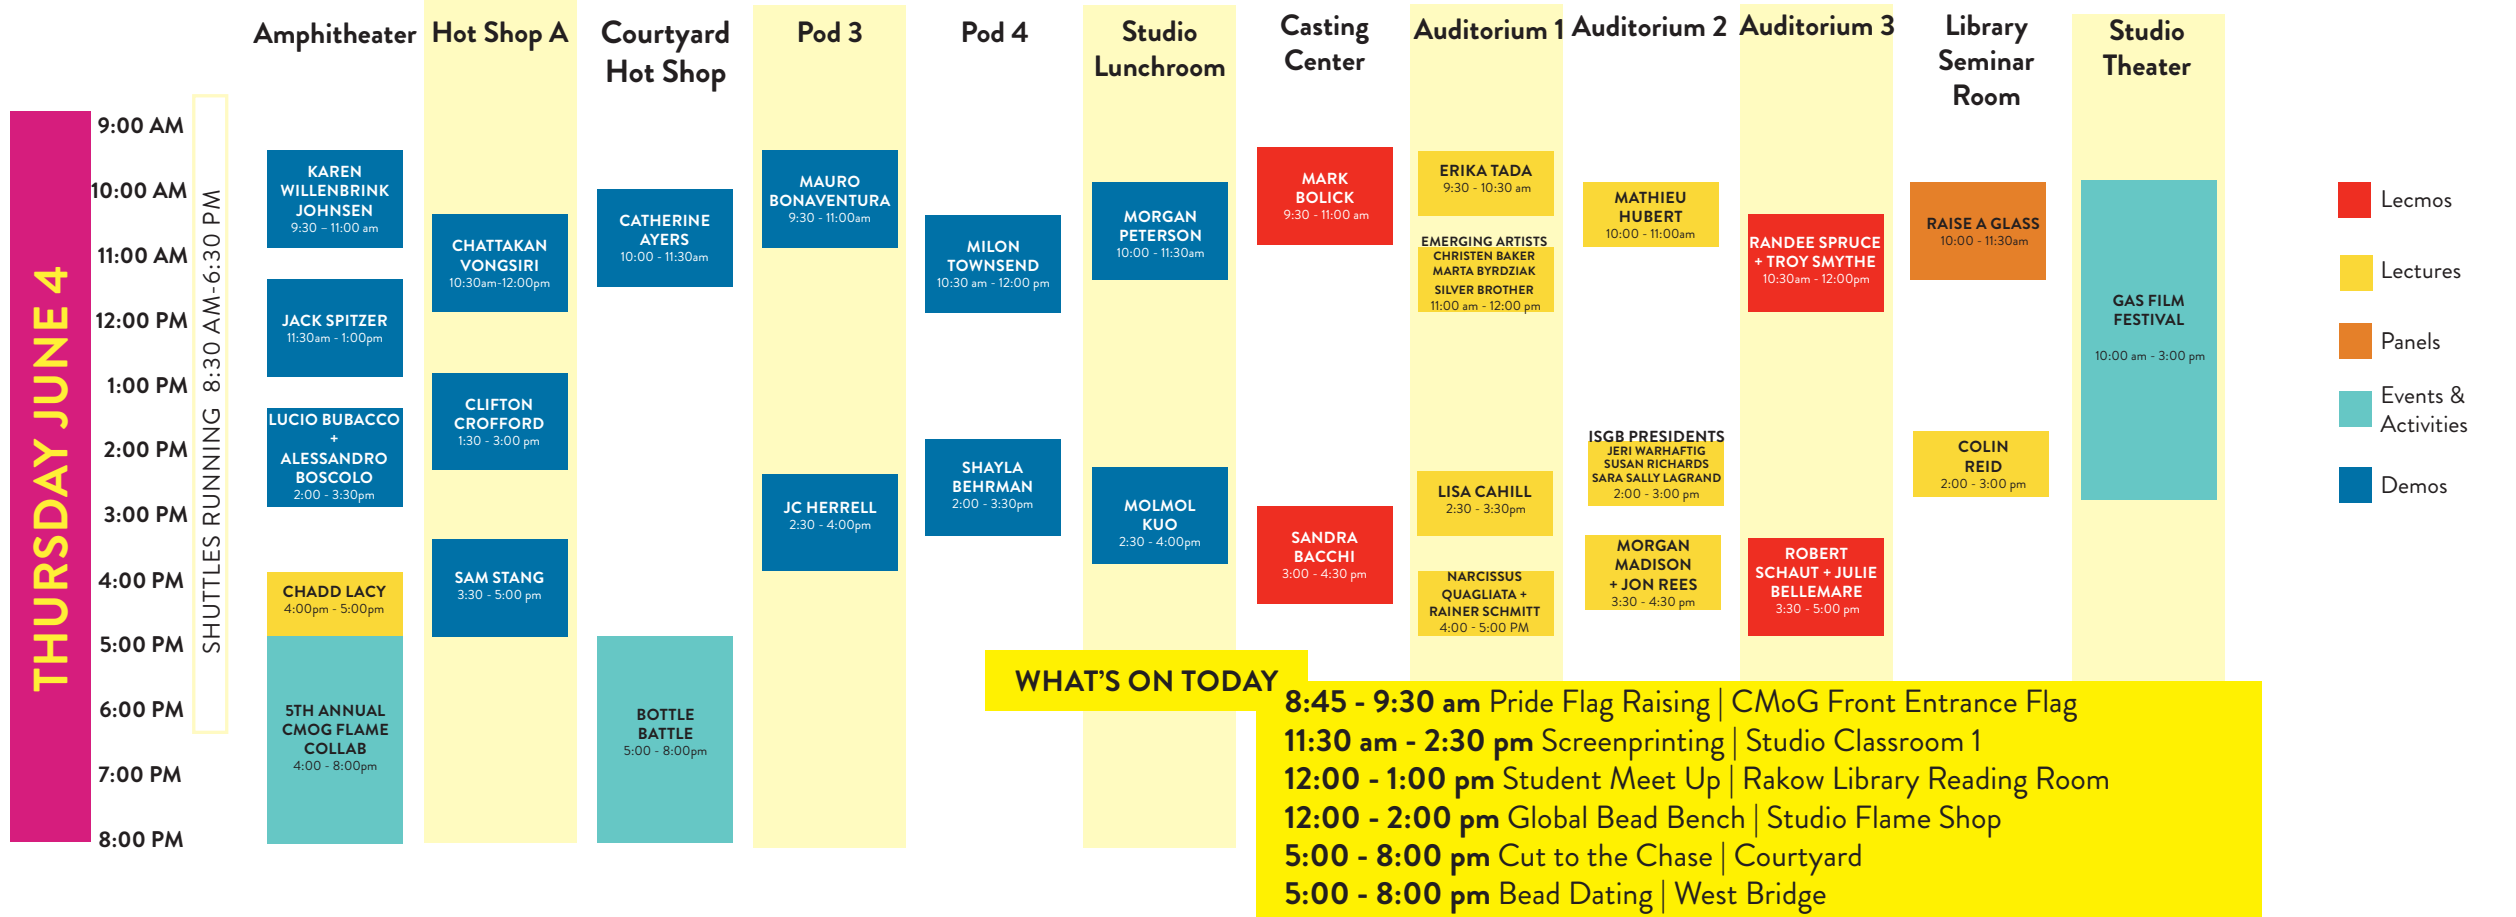 Amphitheater
Hot Shop A
Courtyard
Hot Shop
Pod 3
Pod 4
Studio
Lunchroom
Casting
Center
Auditorium 1
Auditorium 2
Auditorium 3
Library
Seminar
Room
Studio
Theater
THURSDAY JUNE 4
9:00 AM
10:00 AM
11:00 AM
12:00 PM
1:00 PM
2:00 PM
3:00 PM
4:00 PM
5:00 PM
6:00 PM
7:00 PM
8:00 PM
SHUTTLES RUNNING 8:30 AM-6:30 PM
KAREN
WILLENBRINK
JOHNSEN
9:30 – 11:00 am
JACK SPITZER
11:30am - 1:00pm
LUCIO BUBACCO
+
ALESSANDRO
BOSCOLO
2:00 - 3:30pm
CHADD LACY
4:00pm - 5:00pm
5TH ANNUAL
CMOG FLAME
COLLAB
4:00 - 8:00pm
CHATTAKAN
VONGSIRI
10:30am-12:00pm
CLIFTON
CROFFORD
1:30 - 3:00 pm
SAM STANG
3:30 - 5:00 pm
CATHERINE
AYERS
10:00 - 11:30am
BOTTLE
BATTLE
5:00 - 8:00pm
MAURO
BONAVENTURA
9:30 - 11:00am
JC HERRELL
2:30 - 4:00pm
MILON
TOWNSEND
10:30 am - 12:00 pm
SHAYLA
BEHRMAN
2:00 - 3:30pm
MORGAN
PETERSON
10:00 - 11:30am
MOLMOL
KUO
2:30 - 4:00pm
MARK
BOLICK
9:30 - 11:00 am
SANDRA
BACCHI
3:00 - 4:30 pm
ERIKA TADA
9:30 - 10:30 am
EMERGING ARTISTS
CHRISTEN BAKER
MARTA BYRDZIAK
SILVER BROTHER
11:00 am - 12:00 pm
LISA CAHILL
2:30 - 3:30pm
NARCISSUS
QUAGLIATA +
RAINER SCHMITT
4:00 - 5:00 PM
MATHIEU
HUBERT
10:00 - 11:00am
ISGB PRESIDENTS
JERI WARHAFTIG
SUSAN RICHARDS
SARA SALLY LAGRAND
2:00 - 3:00 pm
MORGAN
MADISON
+ JON REES
3:30 - 4:30 pm
RANDEE SPRUCE
+ TROY SMYTHE
10:30am - 12:00pm
ROBERT
SCHAUT + JULIE
BELLEMARE
3:30 - 5:00 pm
RAISE A GLASS
10:00 - 11:30am
COLIN
REID
2:00 - 3:00 pm
GAS FILM
FESTIVAL
10:00 am - 3:00 pm
Lecmos
Lectures
Panels
Events &
Activities
Demos
WHAT'S ON TODAY
8:45 - 9:30 am Pride Flag Raising | CMoG Front Entrance Flag
11:30 am - 2:30 pm Screenprinting | Studio Classroom 1
12:00 - 1:00 pm Student Meet Up | Rakow Library Reading Room
12:00 - 2:00 pm Global Bead Bench | Studio Flame Shop
5:00 - 8:00 pm Cut to the Chase | Courtyard
5:00 - 8:00 pm Bead Dating | West Bridge